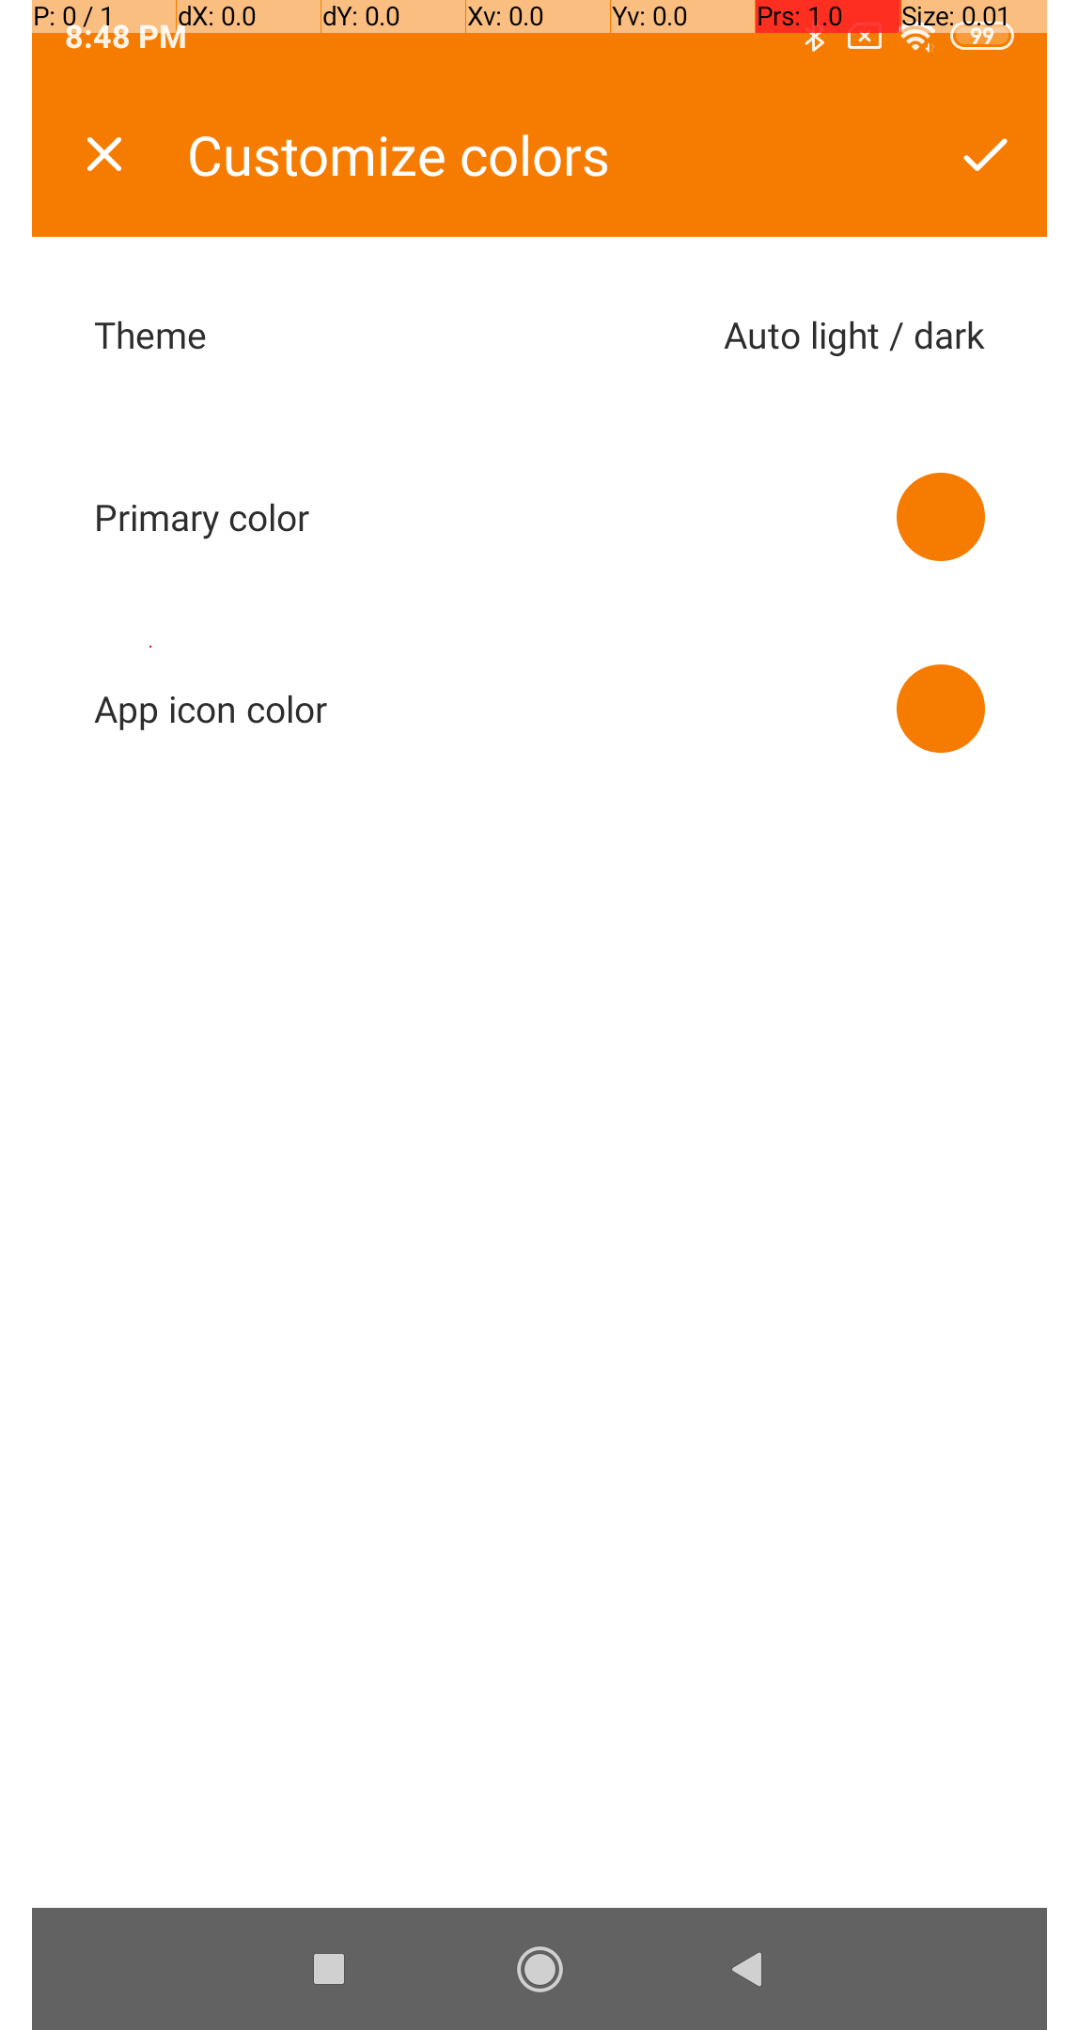 P: 0 / 1 dX: 0.0 dY: 0.0 Xv: 0.0 Yv: 0.0 Prs: 1.0 Size: 0.01
8:48 PM 99
Customize colors
Theme Auto light / dark
Primary color
App icon color